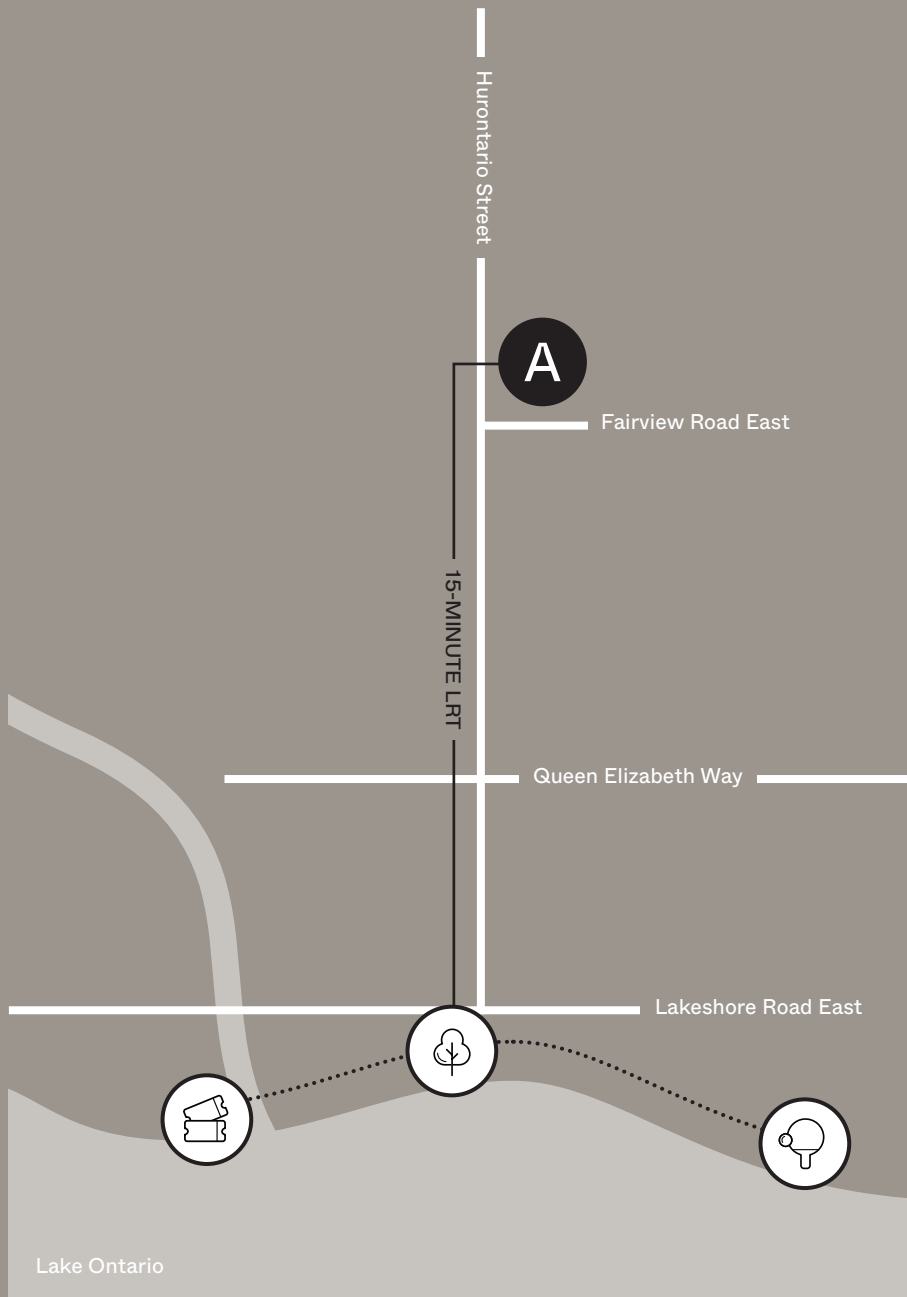 Hurontario Street
A
Fairview Road East
15-MINUTE LRT
Queen Elizabeth Way
Lakeshore Road East
Lake Ontario